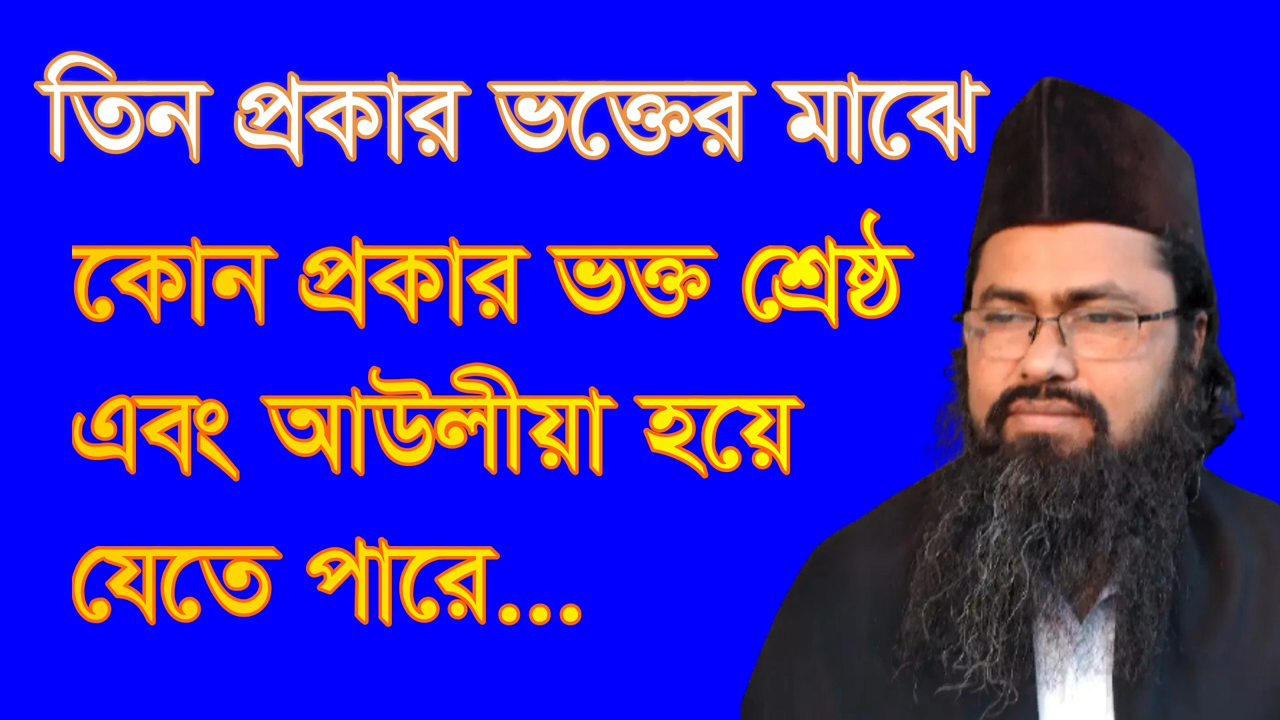 তিন প্রকার ভক্তের মাঝে
কোন প্রকার ভক্ত শ্রেষ্ঠ
এবং আউলীয়া হয়ে
যেতে পারে...